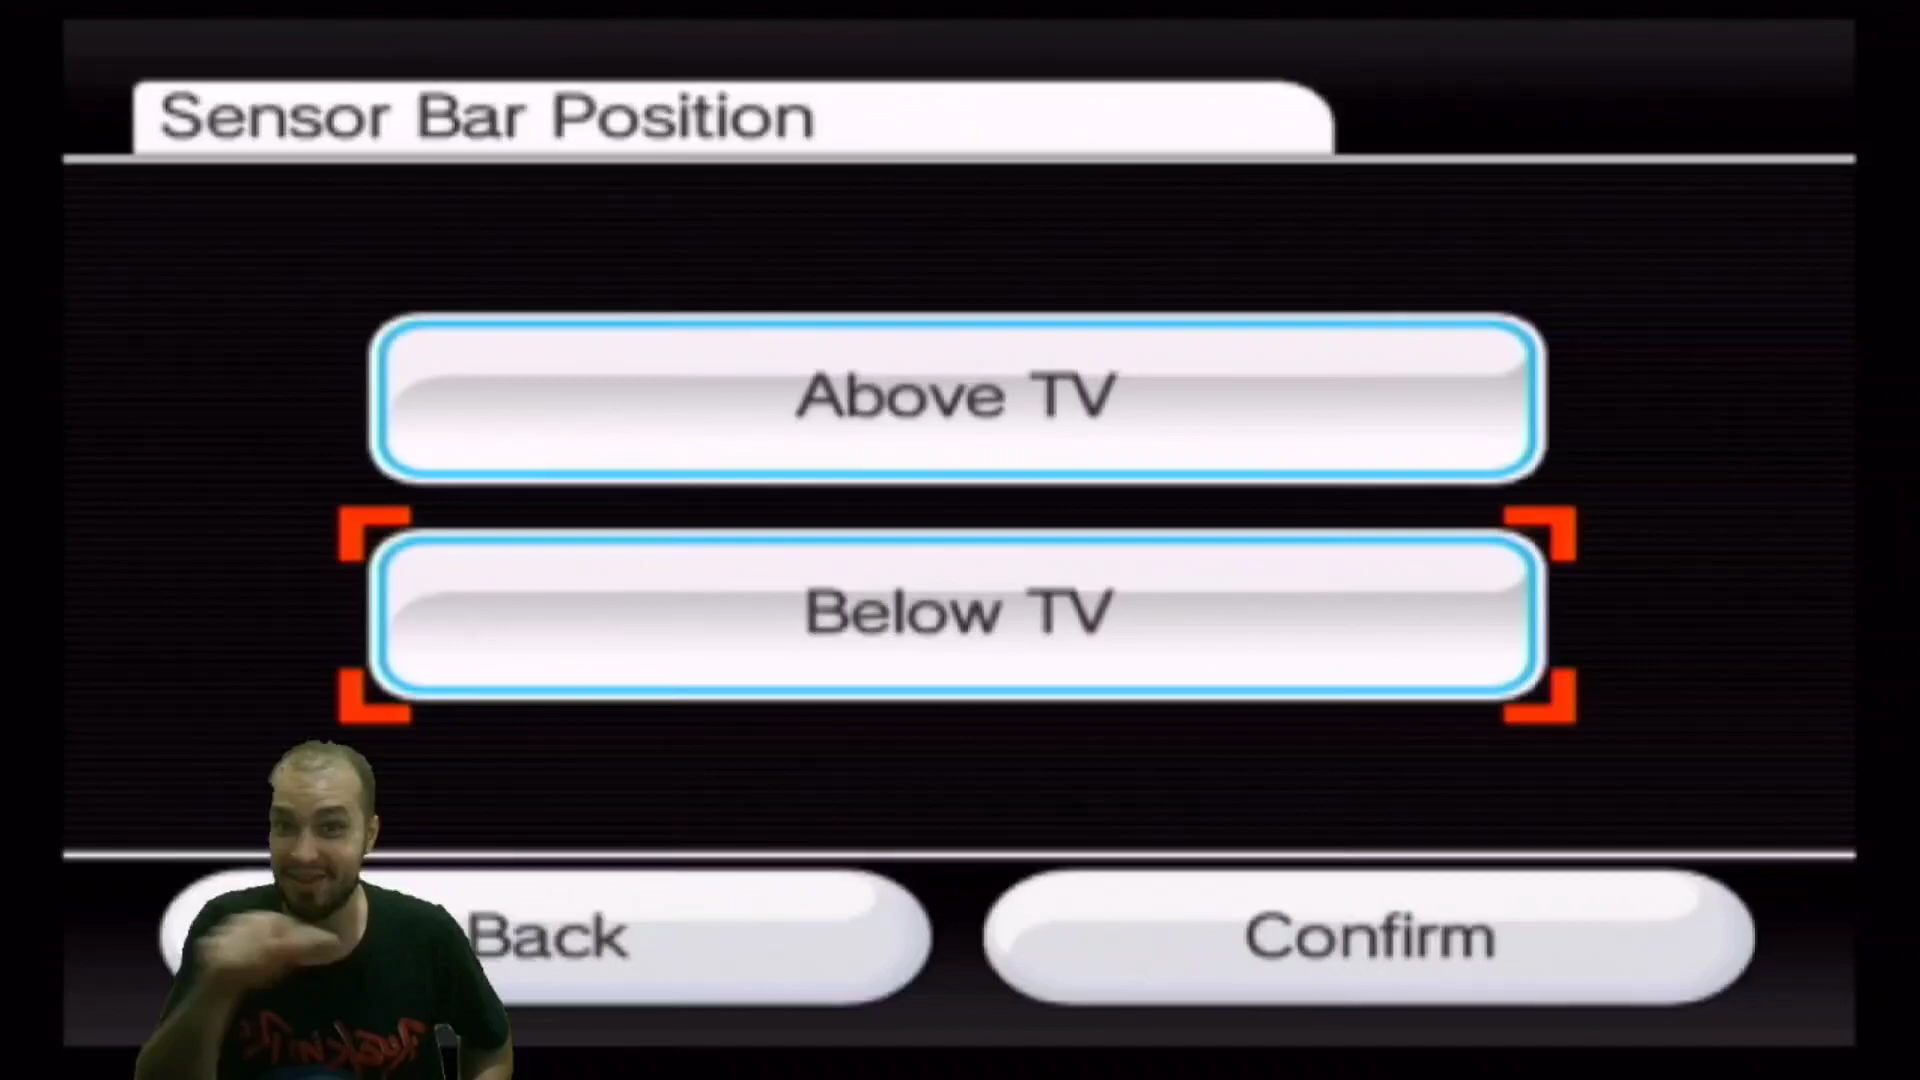 Sensor Bar Position
Above TV
Below TV
Back
Confirm